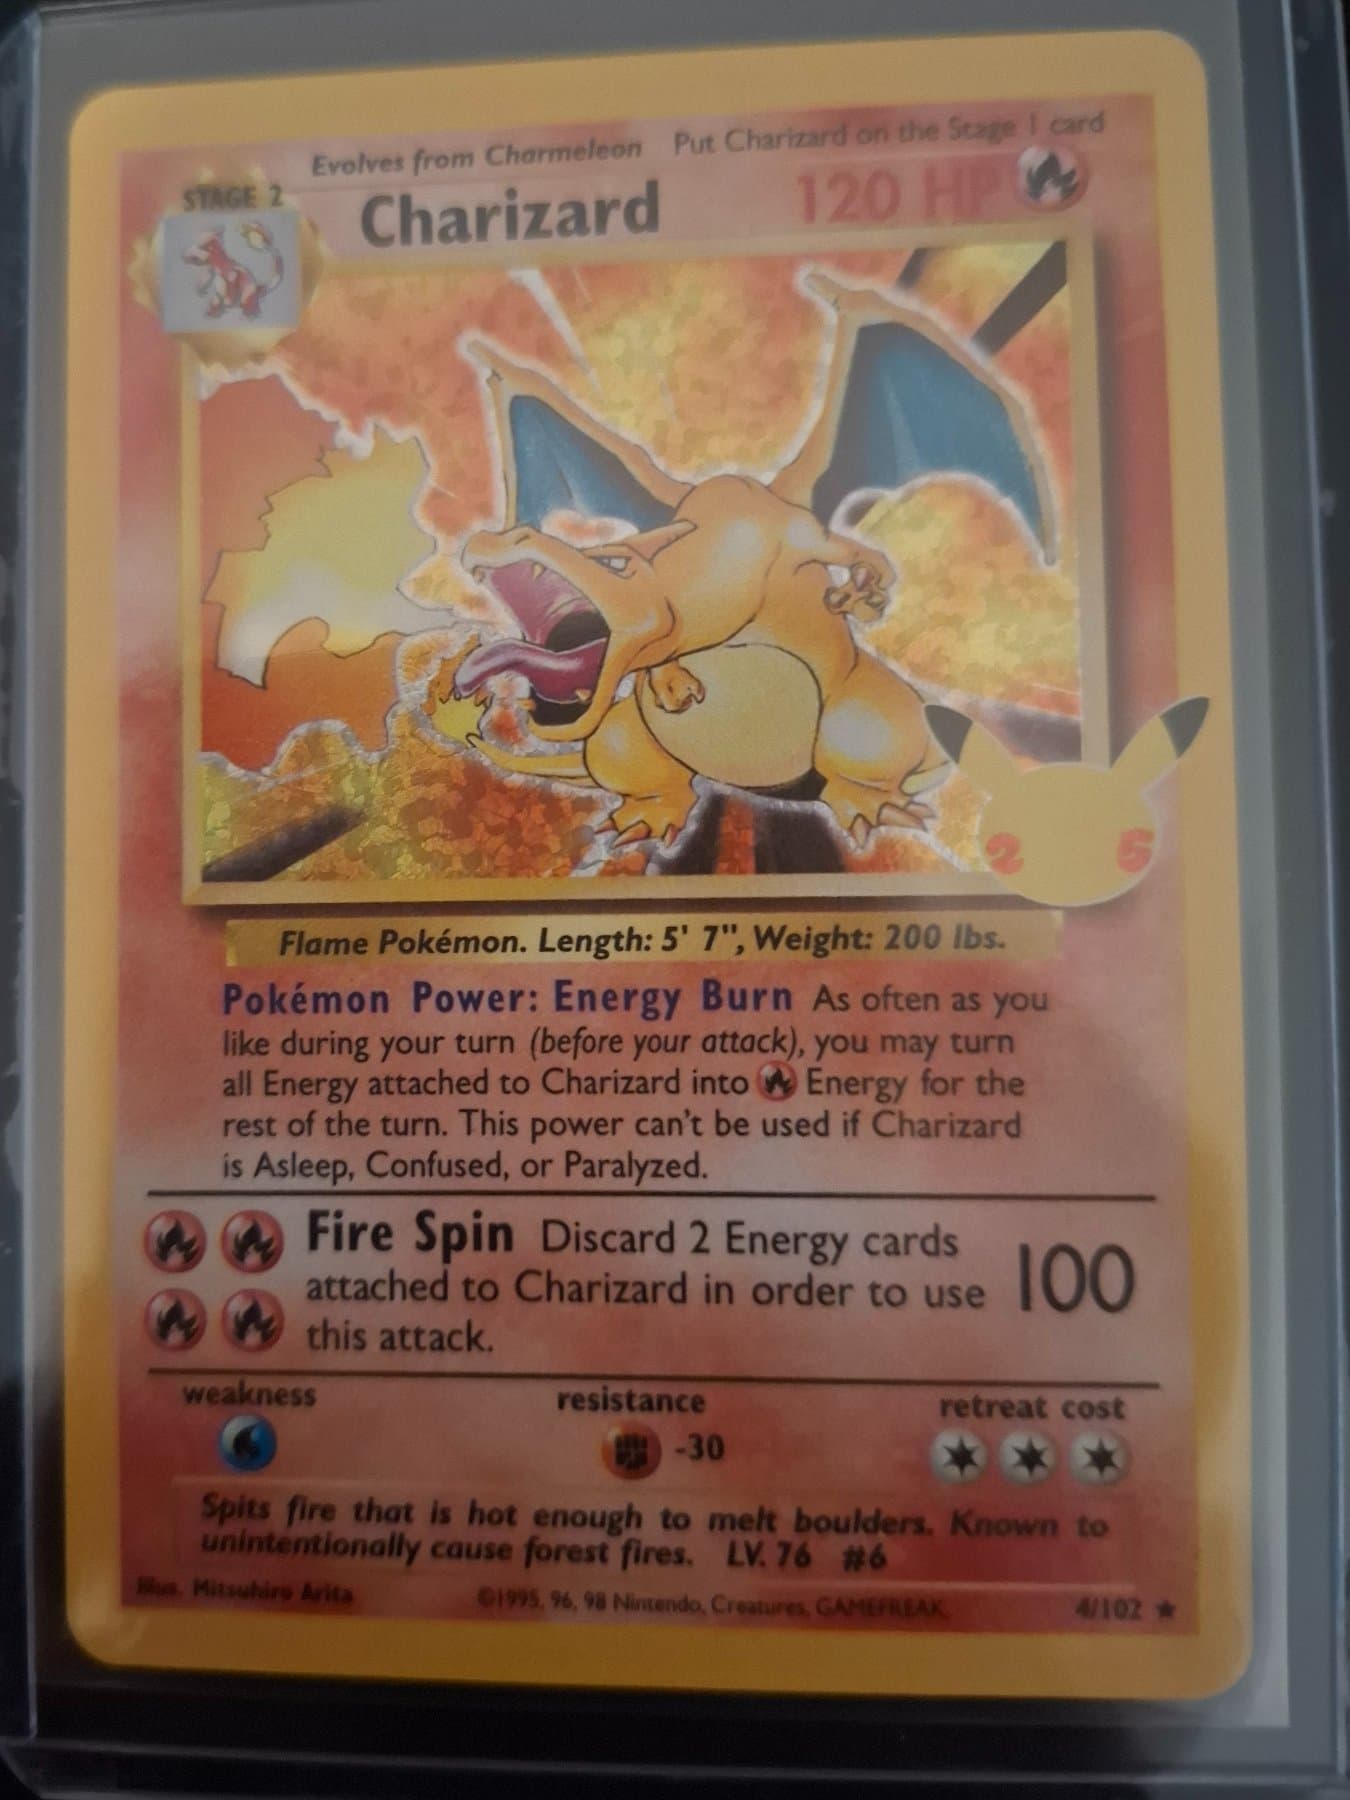 Evolves from Charmeleon Put Charizard on the Stage 1 card
STAGE 2
Charizard 120 HP
2 5
Flame Pokémon. Length: 5' 7", Weight: 200 lbs.
Pokémon Power: Energy Burn As often as you
like during your turn (before your attack), you may turn
all Energy attached to Charizard into Energy for the
rest of the turn. This power can't be used if Charizard
is Asleep, Confused, or Paralyzed.
Fire Spin Discard 2 Energy cards
attached to Charizard in order to use 100
this attack.
weakness resistance retreat cost
-30
Spits fire that is hot enough to melt boulders. Known to
unintentionally cause forest fires. LV. 76 #6
Illus. Mitsuhiro Arita ©1995, 96, 98 Nintendo, Creatures, GAMEFREAK. 4/102 ★